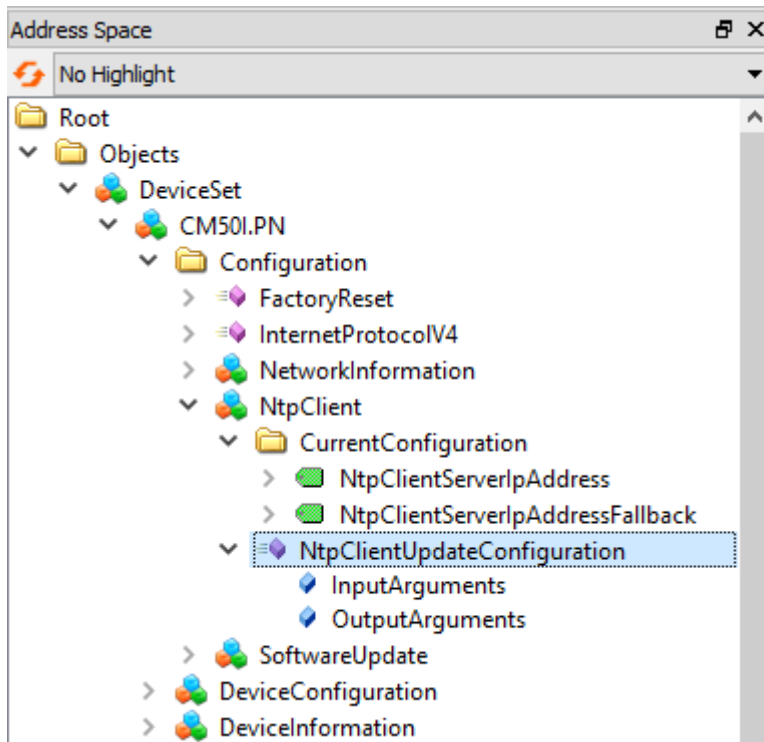 Address Space
No Highlight
Root
Objects
DeviceSet
CM50I.PN
Configuration
FactoryReset
InternetProtocolV4
NetworkInformation
NtpClient
CurrentConfiguration
NtpClientServerIpAddress
NtpClientServerIpAddressFallback
NtpClientUpdateConfiguration
InputArguments
OutputArguments
SoftwareUpdate
DeviceConfiguration
DeviceInformation